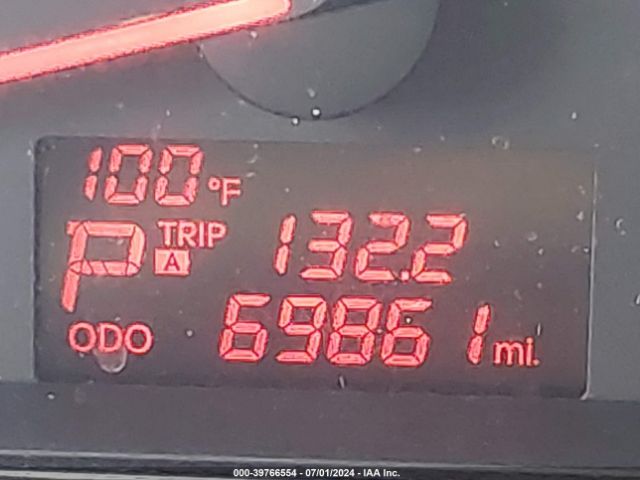 100°F
P TRIP A 132.2
ODO 69861 mi.
000-39766554 - 07/01/2024 - IAA Inc.